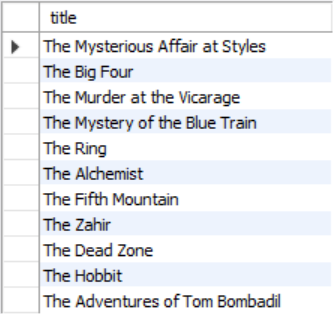 title
The Mysterious Affair at Styles
The Big Four
The Murder at the Vicarage
The Mystery of the Blue Train
The Ring
The Alchemist
The Fifth Mountain
The Zahir
The Dead Zone
The Hobbit
The Adventures of Tom Bombadil